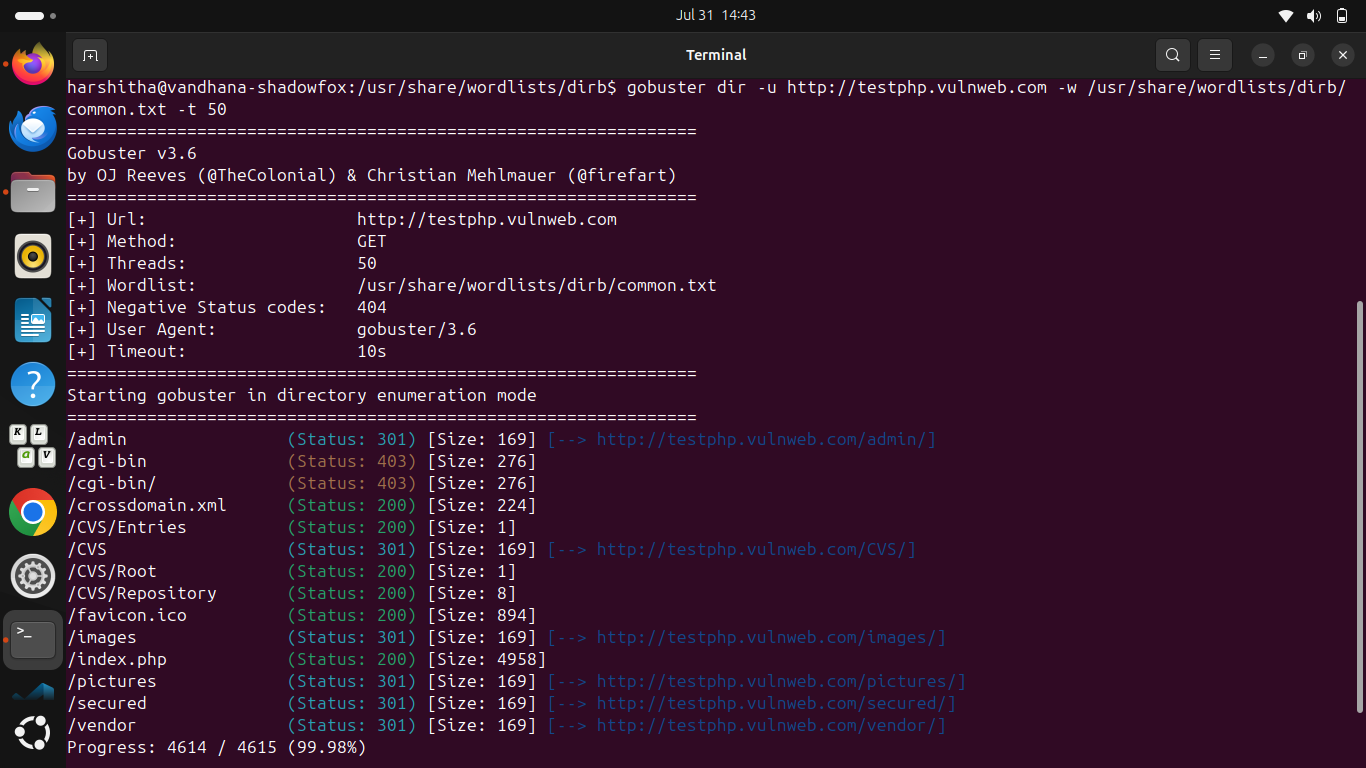 Jul 31 14:43
Terminal
harshitha@vandhana-shadowfox:/usr/share/wordlists/dirb$ gobuster dir -u http://testphp.vulnweb.com -w /usr/share/wordlists/dirb/
common.txt -t 50
===============================================================
Gobuster v3.6
by OJ Reeves (@TheColonial) & Christian Mehlmauer (@firefart)
===============================================================
[+] Url:                     http://testphp.vulnweb.com
[+] Method:                  GET
[+] Threads:                 50
[+] Wordlist:                /usr/share/wordlists/dirb/common.txt
[+] Negative Status codes:   404
[+] User Agent:              gobuster/3.6
[+] Timeout:                 10s
===============================================================
Starting gobuster in directory enumeration mode
===============================================================
/admin                (Status: 301) [Size: 169] [--> http://testphp.vulnweb.com/admin/]
/cgi-bin              (Status: 403) [Size: 276]
/cgi-bin/             (Status: 403) [Size: 276]
/crossdomain.xml      (Status: 200) [Size: 224]
/CVS/Entries          (Status: 200) [Size: 1]
/CVS                  (Status: 301) [Size: 169] [--> http://testphp.vulnweb.com/CVS/]
/CVS/Root             (Status: 200) [Size: 1]
/CVS/Repository       (Status: 200) [Size: 8]
/favicon.ico          (Status: 200) [Size: 894]
/images               (Status: 301) [Size: 169] [--> http://testphp.vulnweb.com/images/]
/index.php            (Status: 200) [Size: 4958]
/pictures             (Status: 301) [Size: 169] [--> http://testphp.vulnweb.com/pictures/]
/secured              (Status: 301) [Size: 169] [--> http://testphp.vulnweb.com/secured/]
/vendor               (Status: 301) [Size: 169] [--> http://testphp.vulnweb.com/vendor/]
Progress: 4614 / 4615 (99.98%)
?
K L
a v
>_